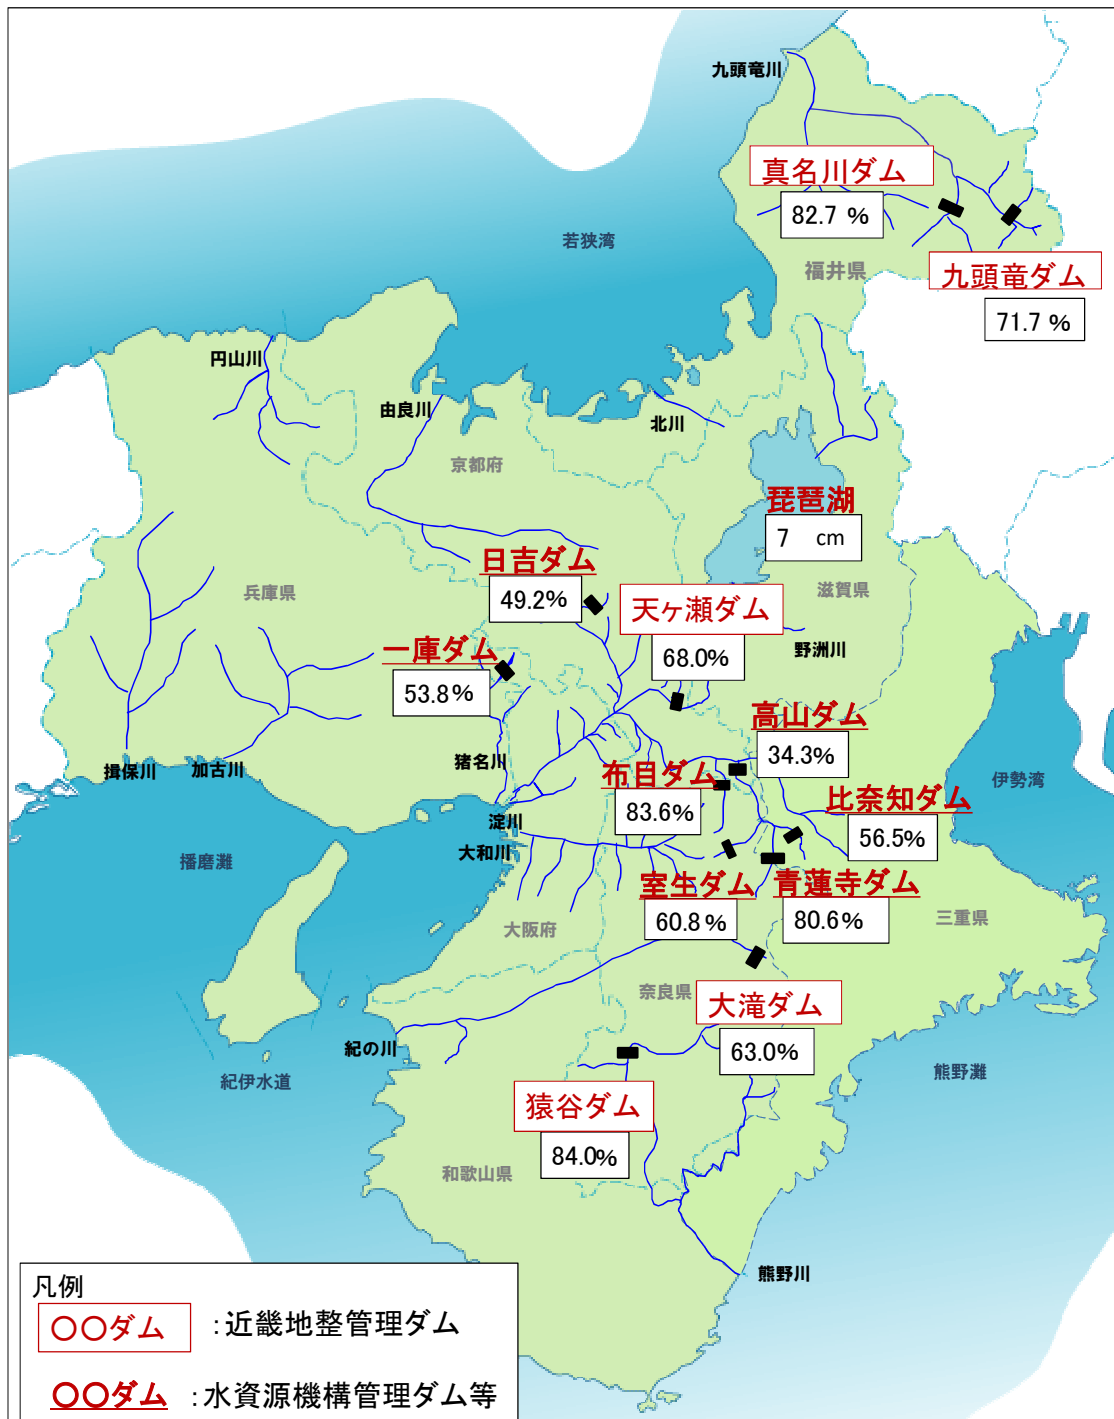 九頭竜川
真名川ダム
82.7 %
若狭湾
福井県
九頭竜ダム
71.7 %
円山川
由良川
北川
京都府
琵琶湖
7 cm
日吉ダム
49.2%
兵庫県
天ヶ瀬ダム
68.0%
滋賀県
野洲川
一庫ダム
53.8%
高山ダム
34.3%
揖保川
加古川
猪名川
布目ダム
83.6%
比奈知ダム
56.5%
伊勢湾
淀川
大和川
播磨灘
室生ダム
60.8%
青蓮寺ダム
80.6%
大阪府
三重県
奈良県
大滝ダム
63.0%
紀の川
紀伊水道
熊野灘
猿谷ダム
84.0%
和歌山県
熊野川
凡例
〇〇ダム :近畿地整管理ダム
〇〇ダム :水資源機構管理ダム等